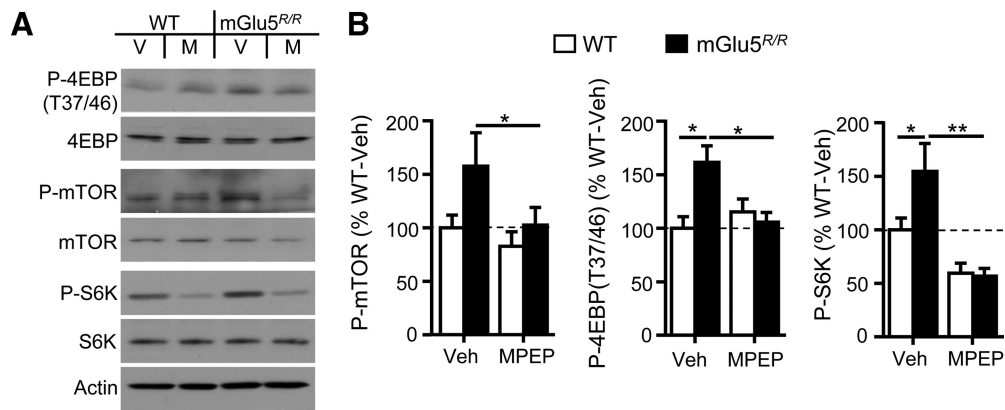 A
WT mGlu5R/R
V M V M
P-4EBP
(T37/46)
4EBP
P-mTOR
mTOR
P-S6K
S6K
Actin
B
WT mGlu5R/R
P-mTOR (% WT-Veh)
200
150
100
50
0
*
Veh MPEP
P-4EBP(T37/46) (% WT-Veh)
200
150
100
50
0
* *
Veh MPEP
P-S6K (% WT-Veh)
200
150
100
50
0
* **
Veh MPEP